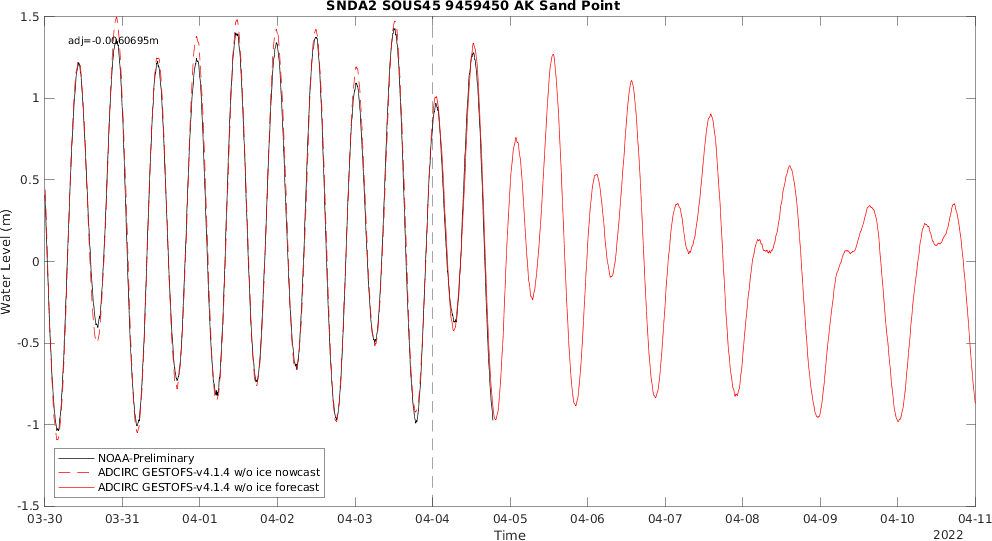 SNDA2 SOUS45 9459450 AK Sand Point
1.5
adj=-0.0060695m
1
0.5
0
-0.5
-1
-1.5
Water Level (m)
NOAA-Preliminary
ADCIRC GESTOFS-v4.1.4 w/o ice nowcast
ADCIRC GESTOFS-v4.1.4 w/o ice forecast
03-30 03-31 04-01 04-02 04-03 04-04 04-05 04-06 04-07 04-08 04-09 04-10 04-11
Time
2022